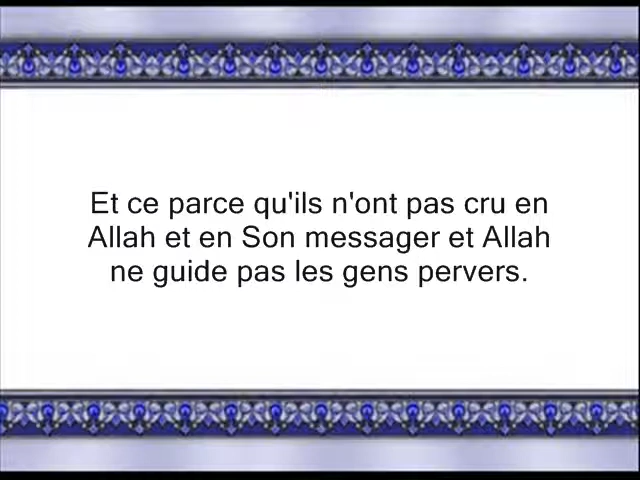 Et ce parce qu'ils n'ont pas cru en
Allah et en Son messager et Allah
ne guide pas les gens pervers.